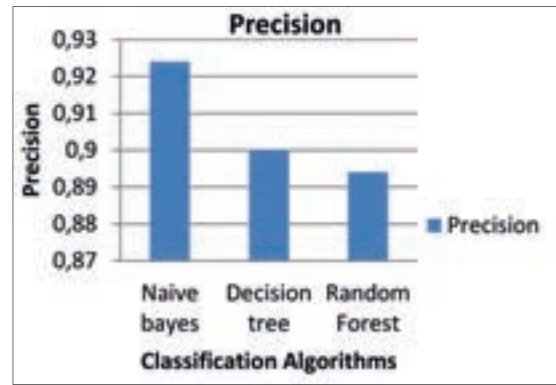 Precision
0,93
0,92
0,91
0,9
0,89
0,88
0,87
Precision
Naïve bayes
Decision tree
Random Forest
Classification Algorithms
Precision